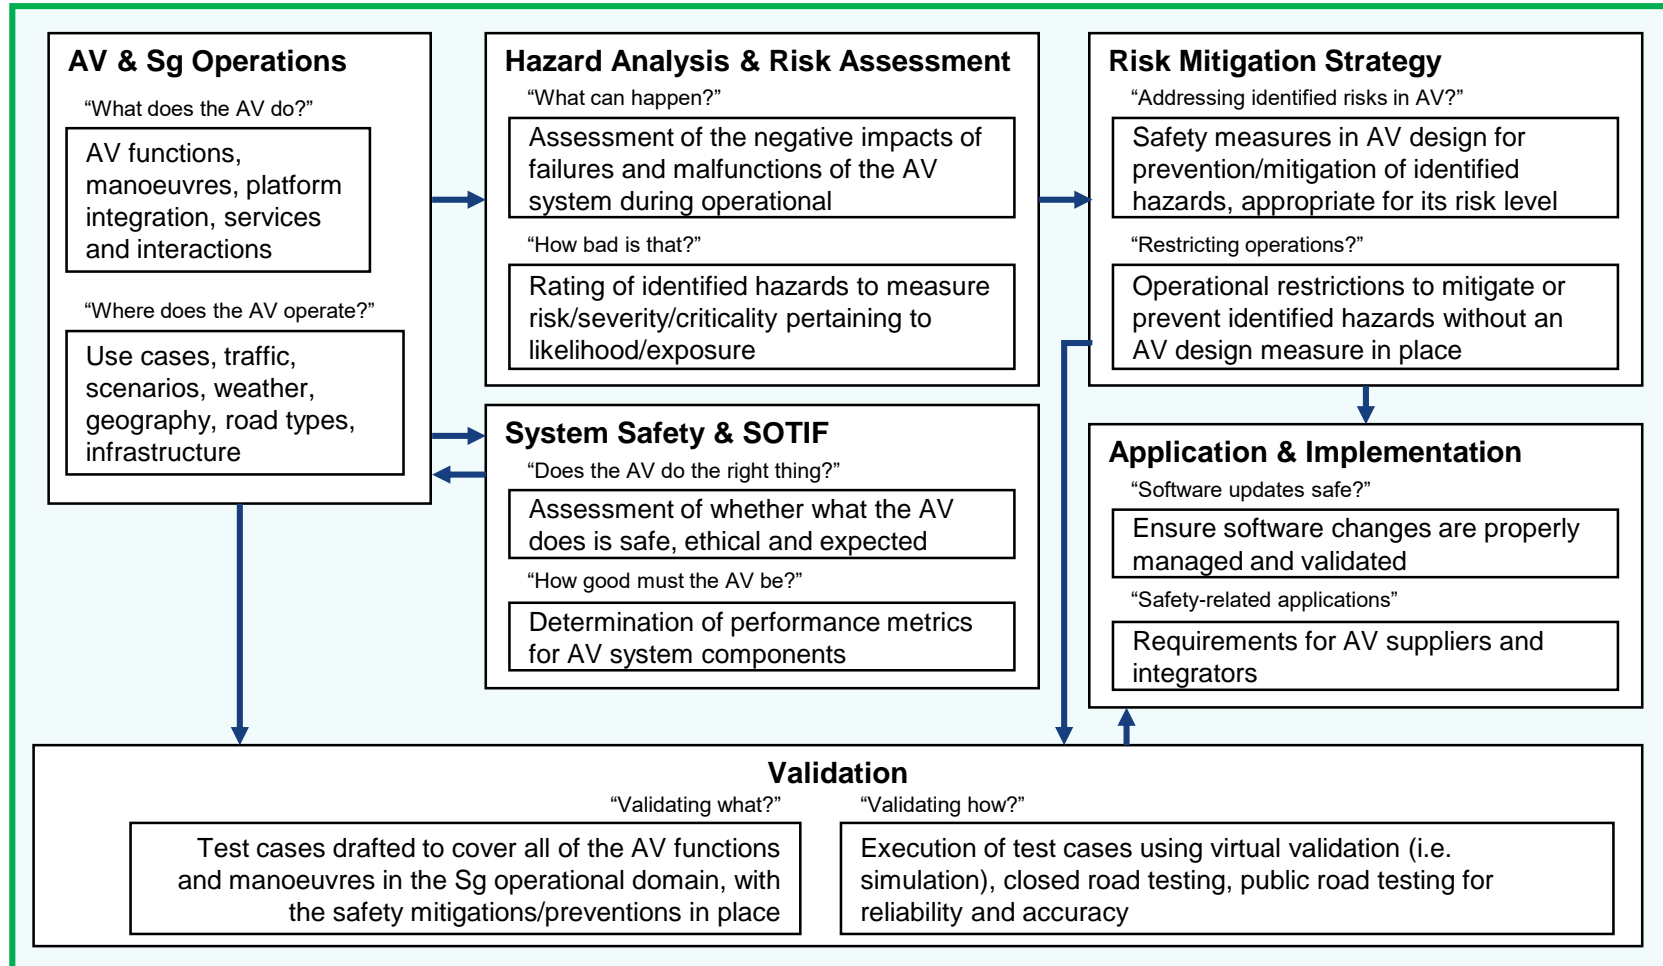 AV & Sg Operations
“What does the AV do?”
AV functions,
manoeuvres, platform
integration, services
and interactions
“Where does the AV operate?”
Use cases, traffic,
scenarios, weather,
geography, road types,
infrastructure
Hazard Analysis & Risk Assessment
“What can happen?”
Assessment of the negative impacts of
failures and malfunctions of the AV
system during operational
“How bad is that?”
Rating of identified hazards to measure
risk/severity/criticality pertaining to
likelihood/exposure
System Safety & SOTIF
“Does the AV do the right thing?”
Assessment of whether what the AV
does is safe, ethical and expected
“How good must the AV be?”
Determination of performance metrics
for AV system components
Risk Mitigation Strategy
“Addressing identified risks in AV?”
Safety measures in AV design for
prevention/mitigation of identified
hazards, appropriate for its risk level
“Restricting operations?”
Operational restrictions to mitigate or
prevent identified hazards without an
AV design measure in place
Application & Implementation
“Software updates safe?”
Ensure software changes are properly
managed and validated
“Safety-related applications”
Requirements for AV suppliers and
integrators
Validation
“Validating what?”
Test cases drafted to cover all of the AV functions
and manoeuvres in the Sg operational domain, with
the safety mitigations/preventions in place
“Validating how?”
Execution of test cases using virtual validation (i.e.
simulation), closed road testing, public road testing for
reliability and accuracy